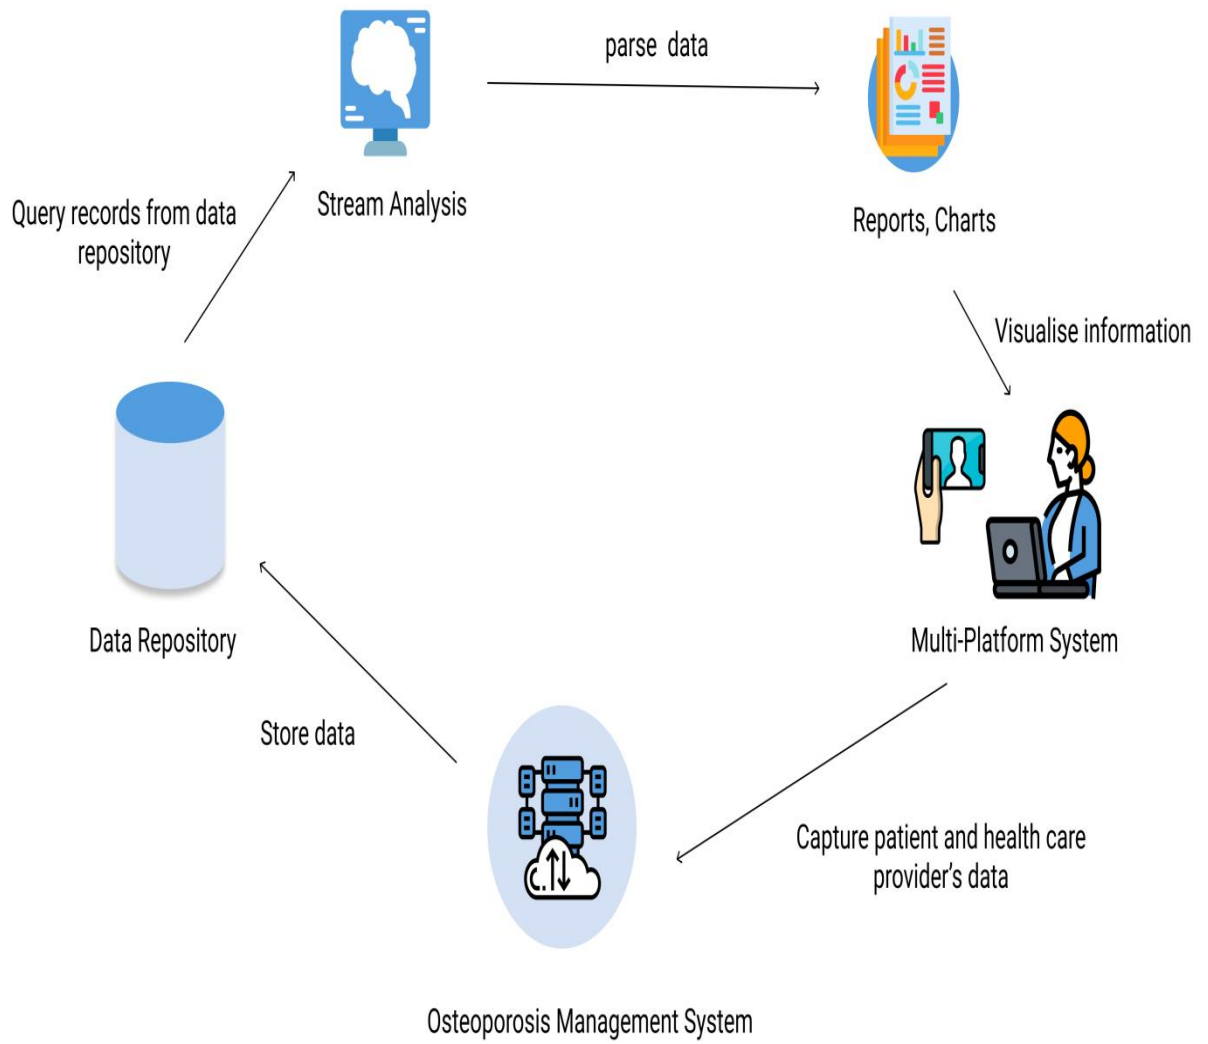 parse data
Stream Analysis
Query records from data
repository
Reports, Charts
Visualise information
Data Repository
Multi-Platform System
Store data
Capture patient and health care
provider’s data
Osteoporosis Management System